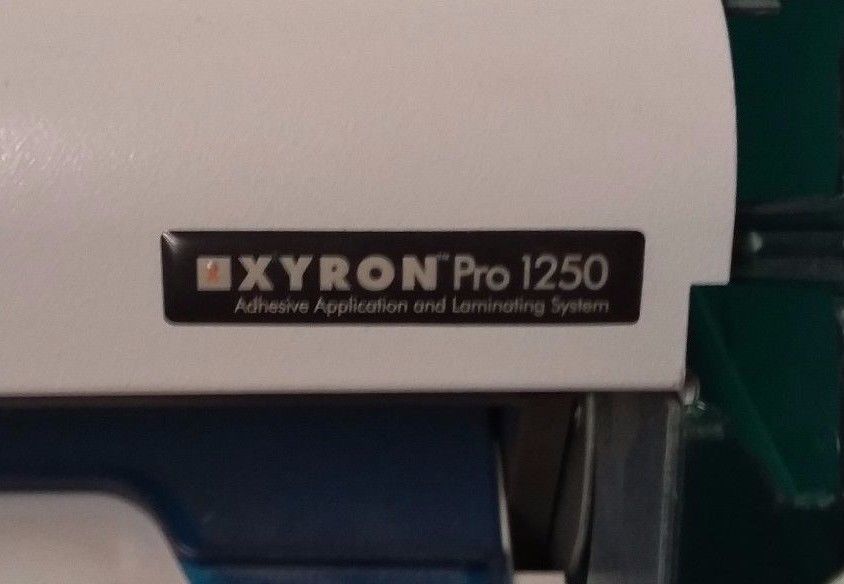 XYRON™ Pro 1250
Adhesive Application and Laminating System